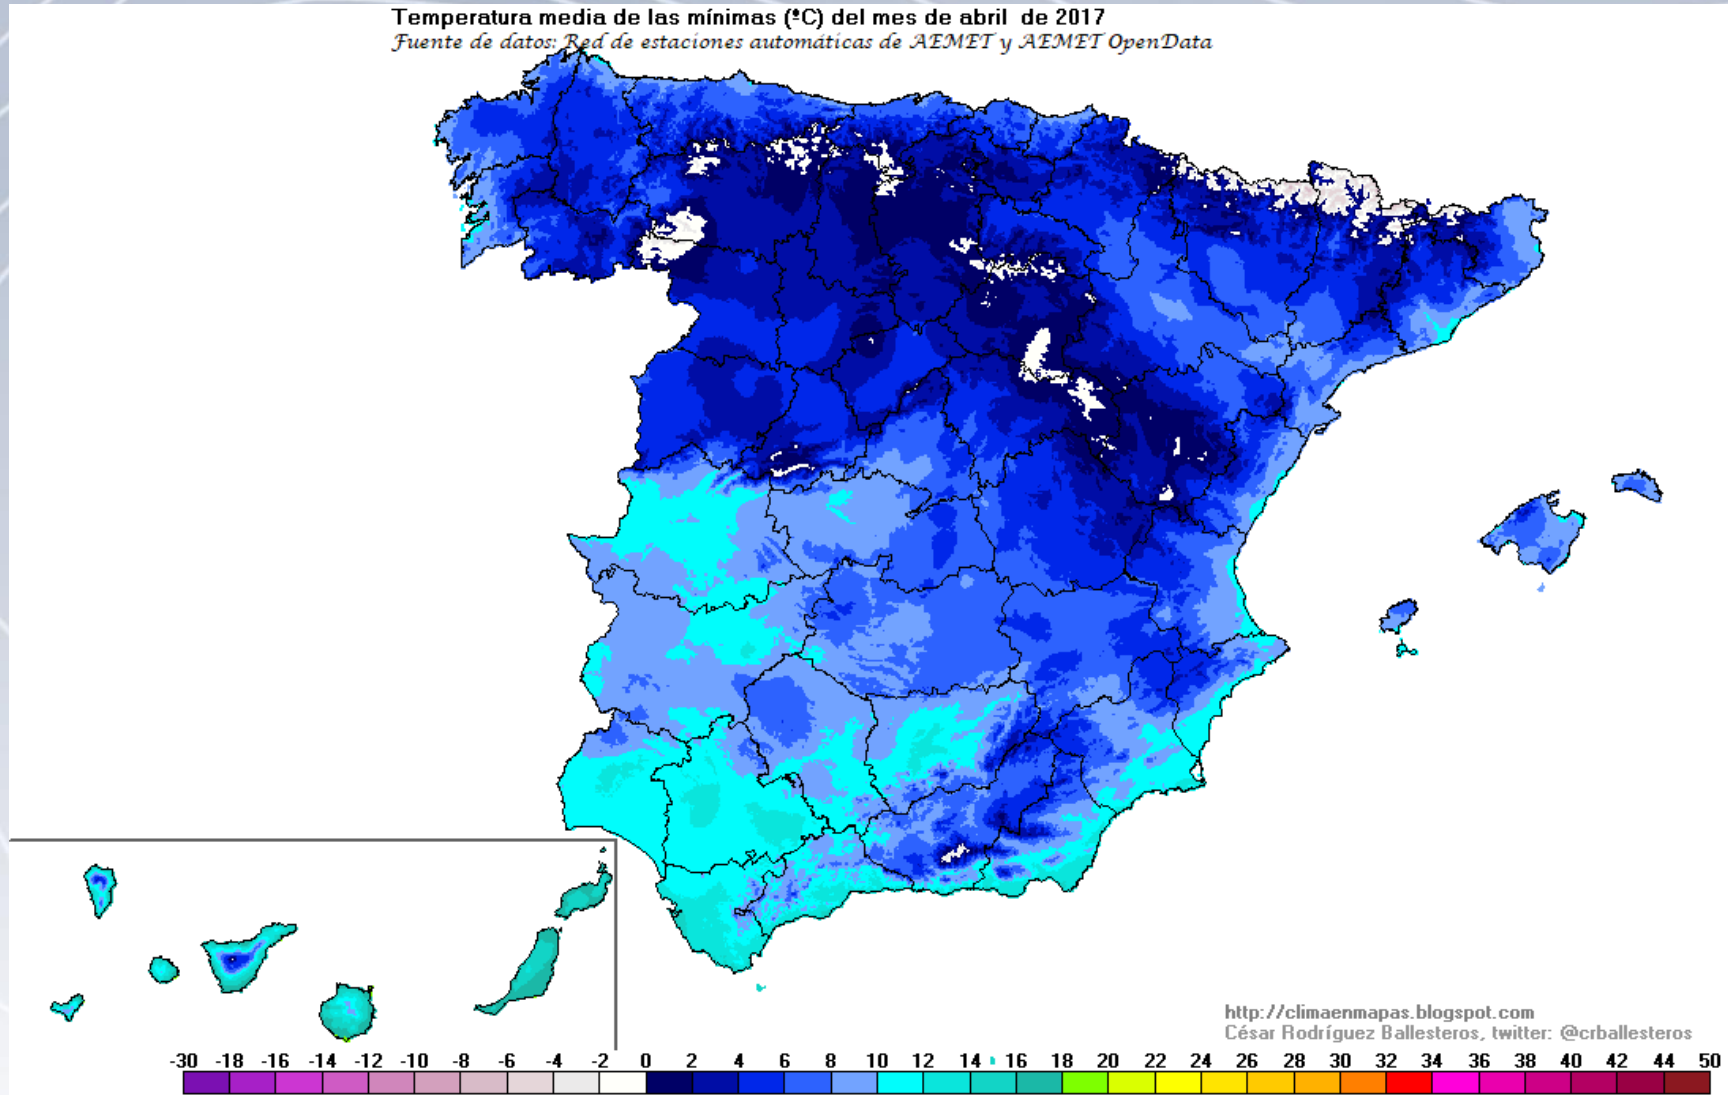 Temperatura media de las mínimas (ºC) del mes de abril de 2017
Fuente de datos: Red de estaciones automáticas de AEMET y AEMET OpenData
http://climaenmapas.blogspot.com
César Rodríguez Ballesteros, twitter: @crballesteros
-30 -18 -16 -14 -12 -10 -8 -6 -4 -2 0 2 4 6 8 10 12 14 16 18 20 22 24 26 28 30 32 34 36 38 40 42 44 50